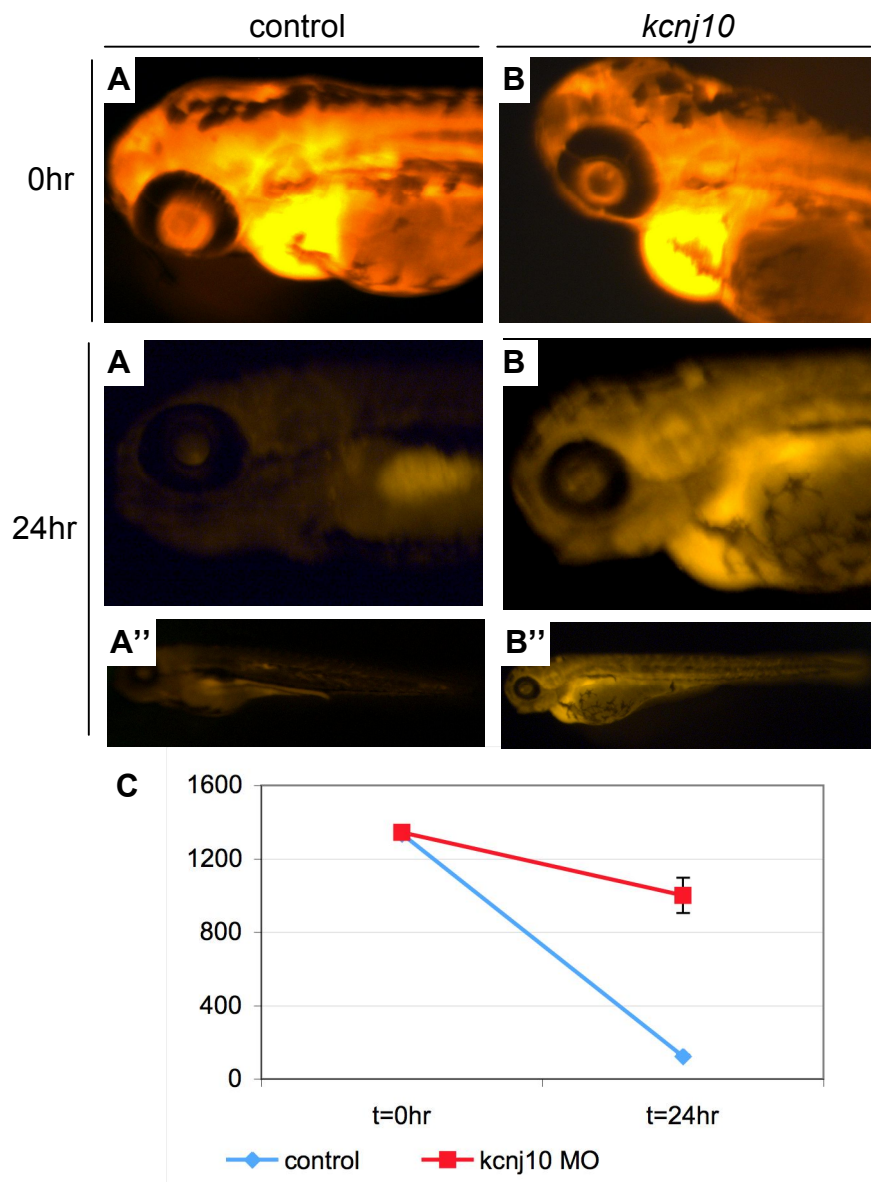 control kcnj10
0hr
A B
A B
24hr
A’’ B’’
C
1600
1200
800
400
0
t=0hr t=24hr
control kcnj10 MO